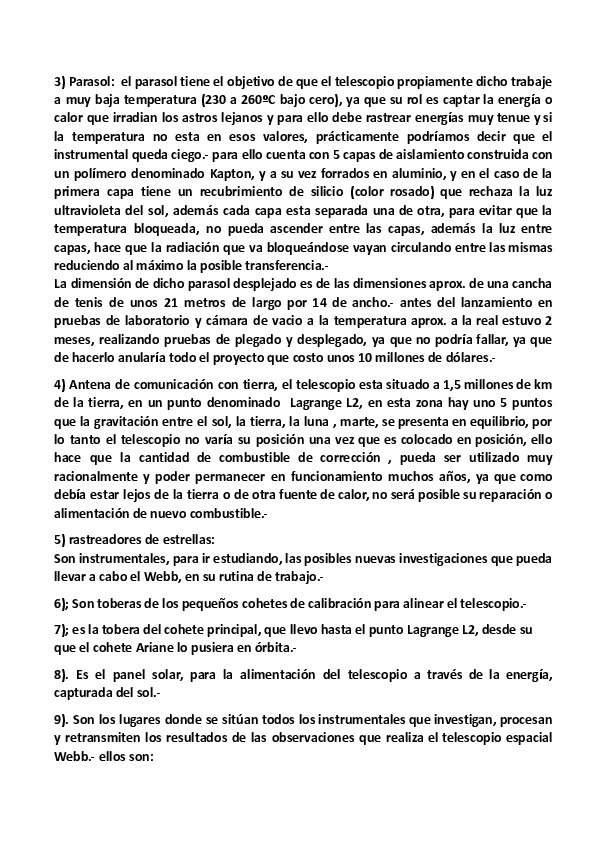 3) Parasol:  el parasol tiene el objetivo de que el telescopio propiamente dicho trabaje
a muy baja temperatura (230 a 260ºC bajo cero), ya que su rol es captar la energía o
calor que irradian los astros lejanos y para ello debe rastrear energías muy tenue y si
la temperatura no esta en esos valores, prácticamente podríamos decir que el
instrumental queda ciego.- para ello cuenta con 5 capas de aislamiento construida con
un polímero denominado Kapton, y a su vez forrados en aluminio, y en el caso de la
primera capa tiene un recubrimiento de silicio (color rosado) que rechaza la luz
ultravioleta del sol, además cada capa esta separada una de otra, para evitar que la
temperatura bloqueada, no pueda ascender entre las capas, además la luz entre
capas, hace que la radiación que va bloqueándose vayan circulando entre las mismas
reduciendo al máximo la posible transferencia.-
La dimensión de dicho parasol desplejado es de las dimensiones aprox. de una cancha
de tenis de unos 21 metros de largo por 14 de ancho.- antes del lanzamiento en
pruebas de laboratorio y cámara de vacio a la temperatura aprox. a la real estuvo 2
meses, realizando pruebas de plegado y desplegado, ya que no podría fallar, ya que
de hacerlo anularía todo el proyecto que costo unos 10 millones de dólares.-
4) Antena de comunicación con tierra, el telescopio esta situado a 1,5 millones de km
de la tierra, en un punto denominado  Lagrange L2, en esta zona hay uno 5 puntos
que la gravitación entre el sol, la tierra, la luna , marte, se presenta en equilibrio, por
lo tanto el telescopio no varía su posición una vez que es colocado en posición, ello
hace que la cantidad de combustible de corrección , pueda ser utilizado muy
racionalmente y poder permanecer en funcionamiento muchos años, ya que como
debía estar lejos de la tierra o de otra fuente de calor, no será posible su reparación o
alimentación de nuevo combustible.-
5) rastreadores de estrellas:
Son instrumentales, para ir estudiando, las posibles nuevas investigaciones que pueda
llevar a cabo el Webb, en su rutina de trabajo.-
6); Son toberas de los pequeños cohetes de calibración para alinear el telescopio.-
7); es la tobera del cohete principal, que llevo hasta el punto Lagrange L2, desde su
que el cohete Ariane lo pusiera en órbita.-
8). Es el panel solar, para la alimentación del telescopio a través de la energía,
capturada del sol.-
9). Son los lugares donde se sitúan todos los instrumentales que investigan, procesan
y retransmiten los resultados de las observaciones que realiza el telescopio espacial
Webb.- ellos son: